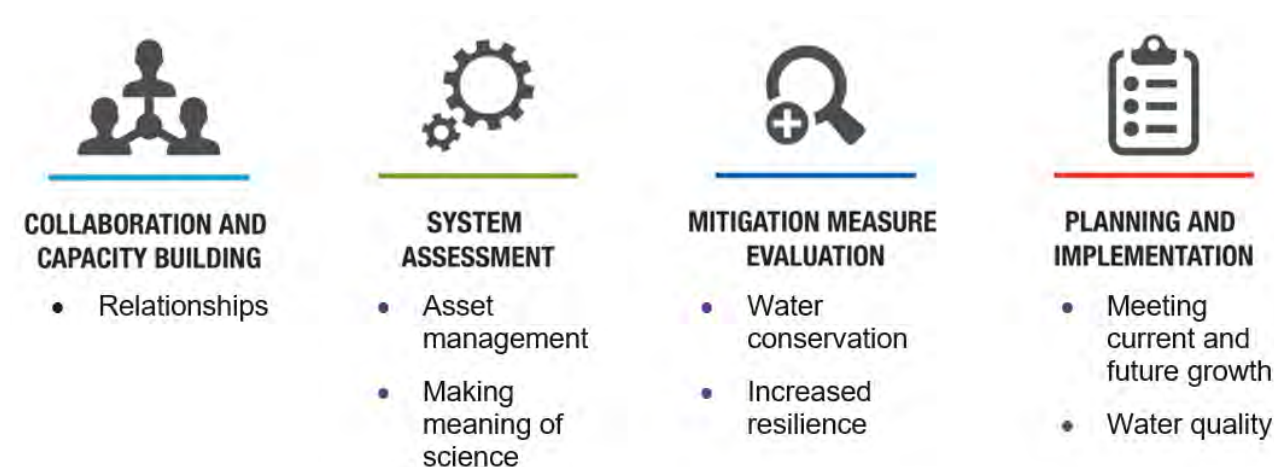 COLLABORATION AND
CAPACITY BUILDING
• Relationships
SYSTEM
ASSESSMENT
• Asset
management
• Making
meaning of
science
MITIGATION MEASURE
EVALUATION
• Water
conservation
• Increased
resilience
PLANNING AND
IMPLEMENTATION
• Meeting
current and
future growth
• Water quality